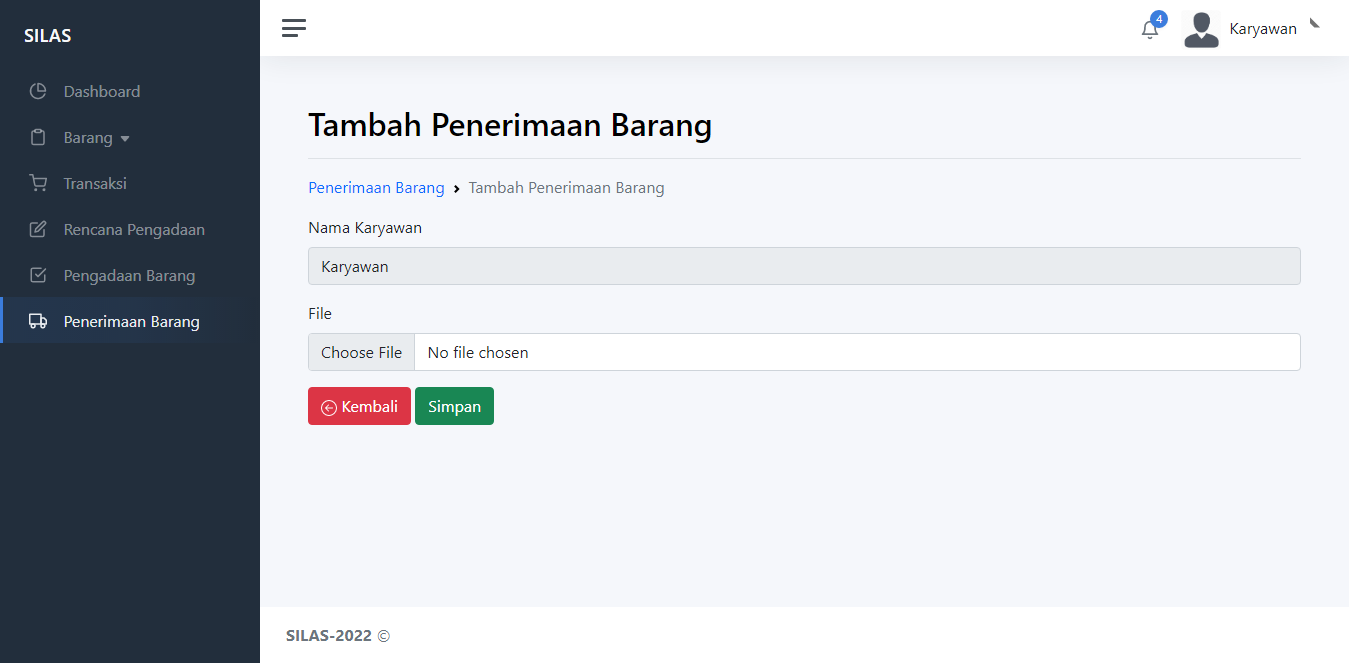 SILAS
Dashboard
Barang
Transaksi
Rencana Pengadaan
Pengadaan Barang
Penerimaan Barang
4
Karyawan
Tambah Penerimaan Barang
Penerimaan Barang › Tambah Penerimaan Barang
Nama Karyawan
Karyawan
File
Choose File No file chosen
Kembali Simpan
SILAS-2022 ©